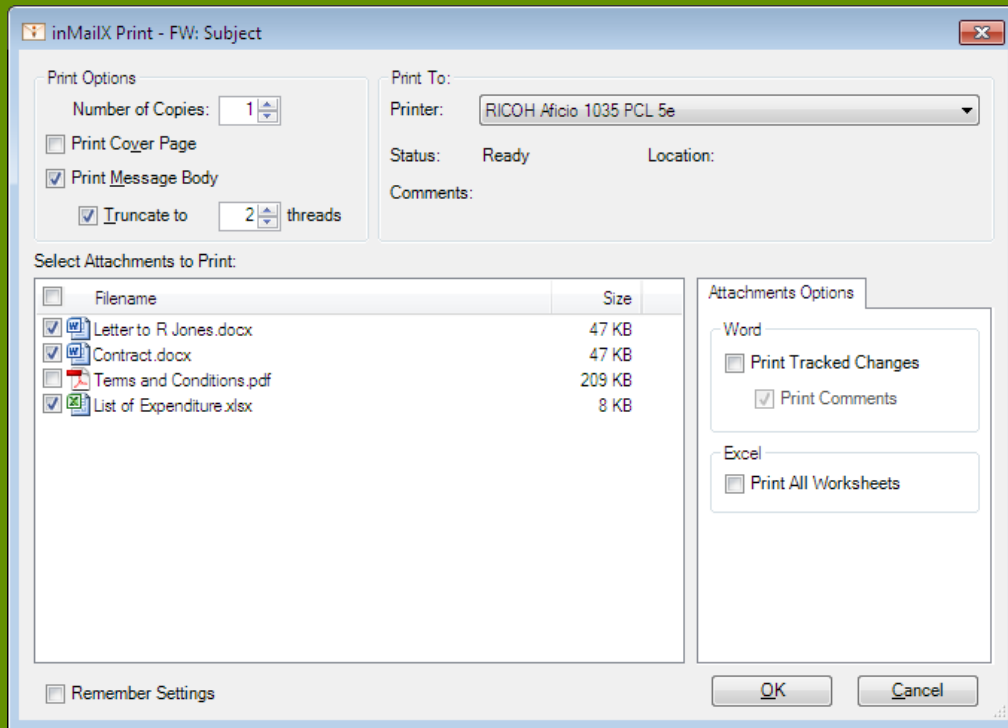 inMailX Print - FW: Subject
Print Options
Number of Copies: 1
Print Cover Page
Print Message Body
Truncate to 2 threads
Print To:
Printer: RICOH Aficio 1035 PCL 5e
Status: Ready Location:
Comments:
Select Attachments to Print:
Filename Size
Letter to R Jones.docx 47 KB
Contract.docx 47 KB
Terms and Conditions.pdf 209 KB
List of Expenditure.xlsx 8 KB
Attachments Options
Word
Print Tracked Changes
Print Comments
Excel
Print All Worksheets
Remember Settings
OK Cancel